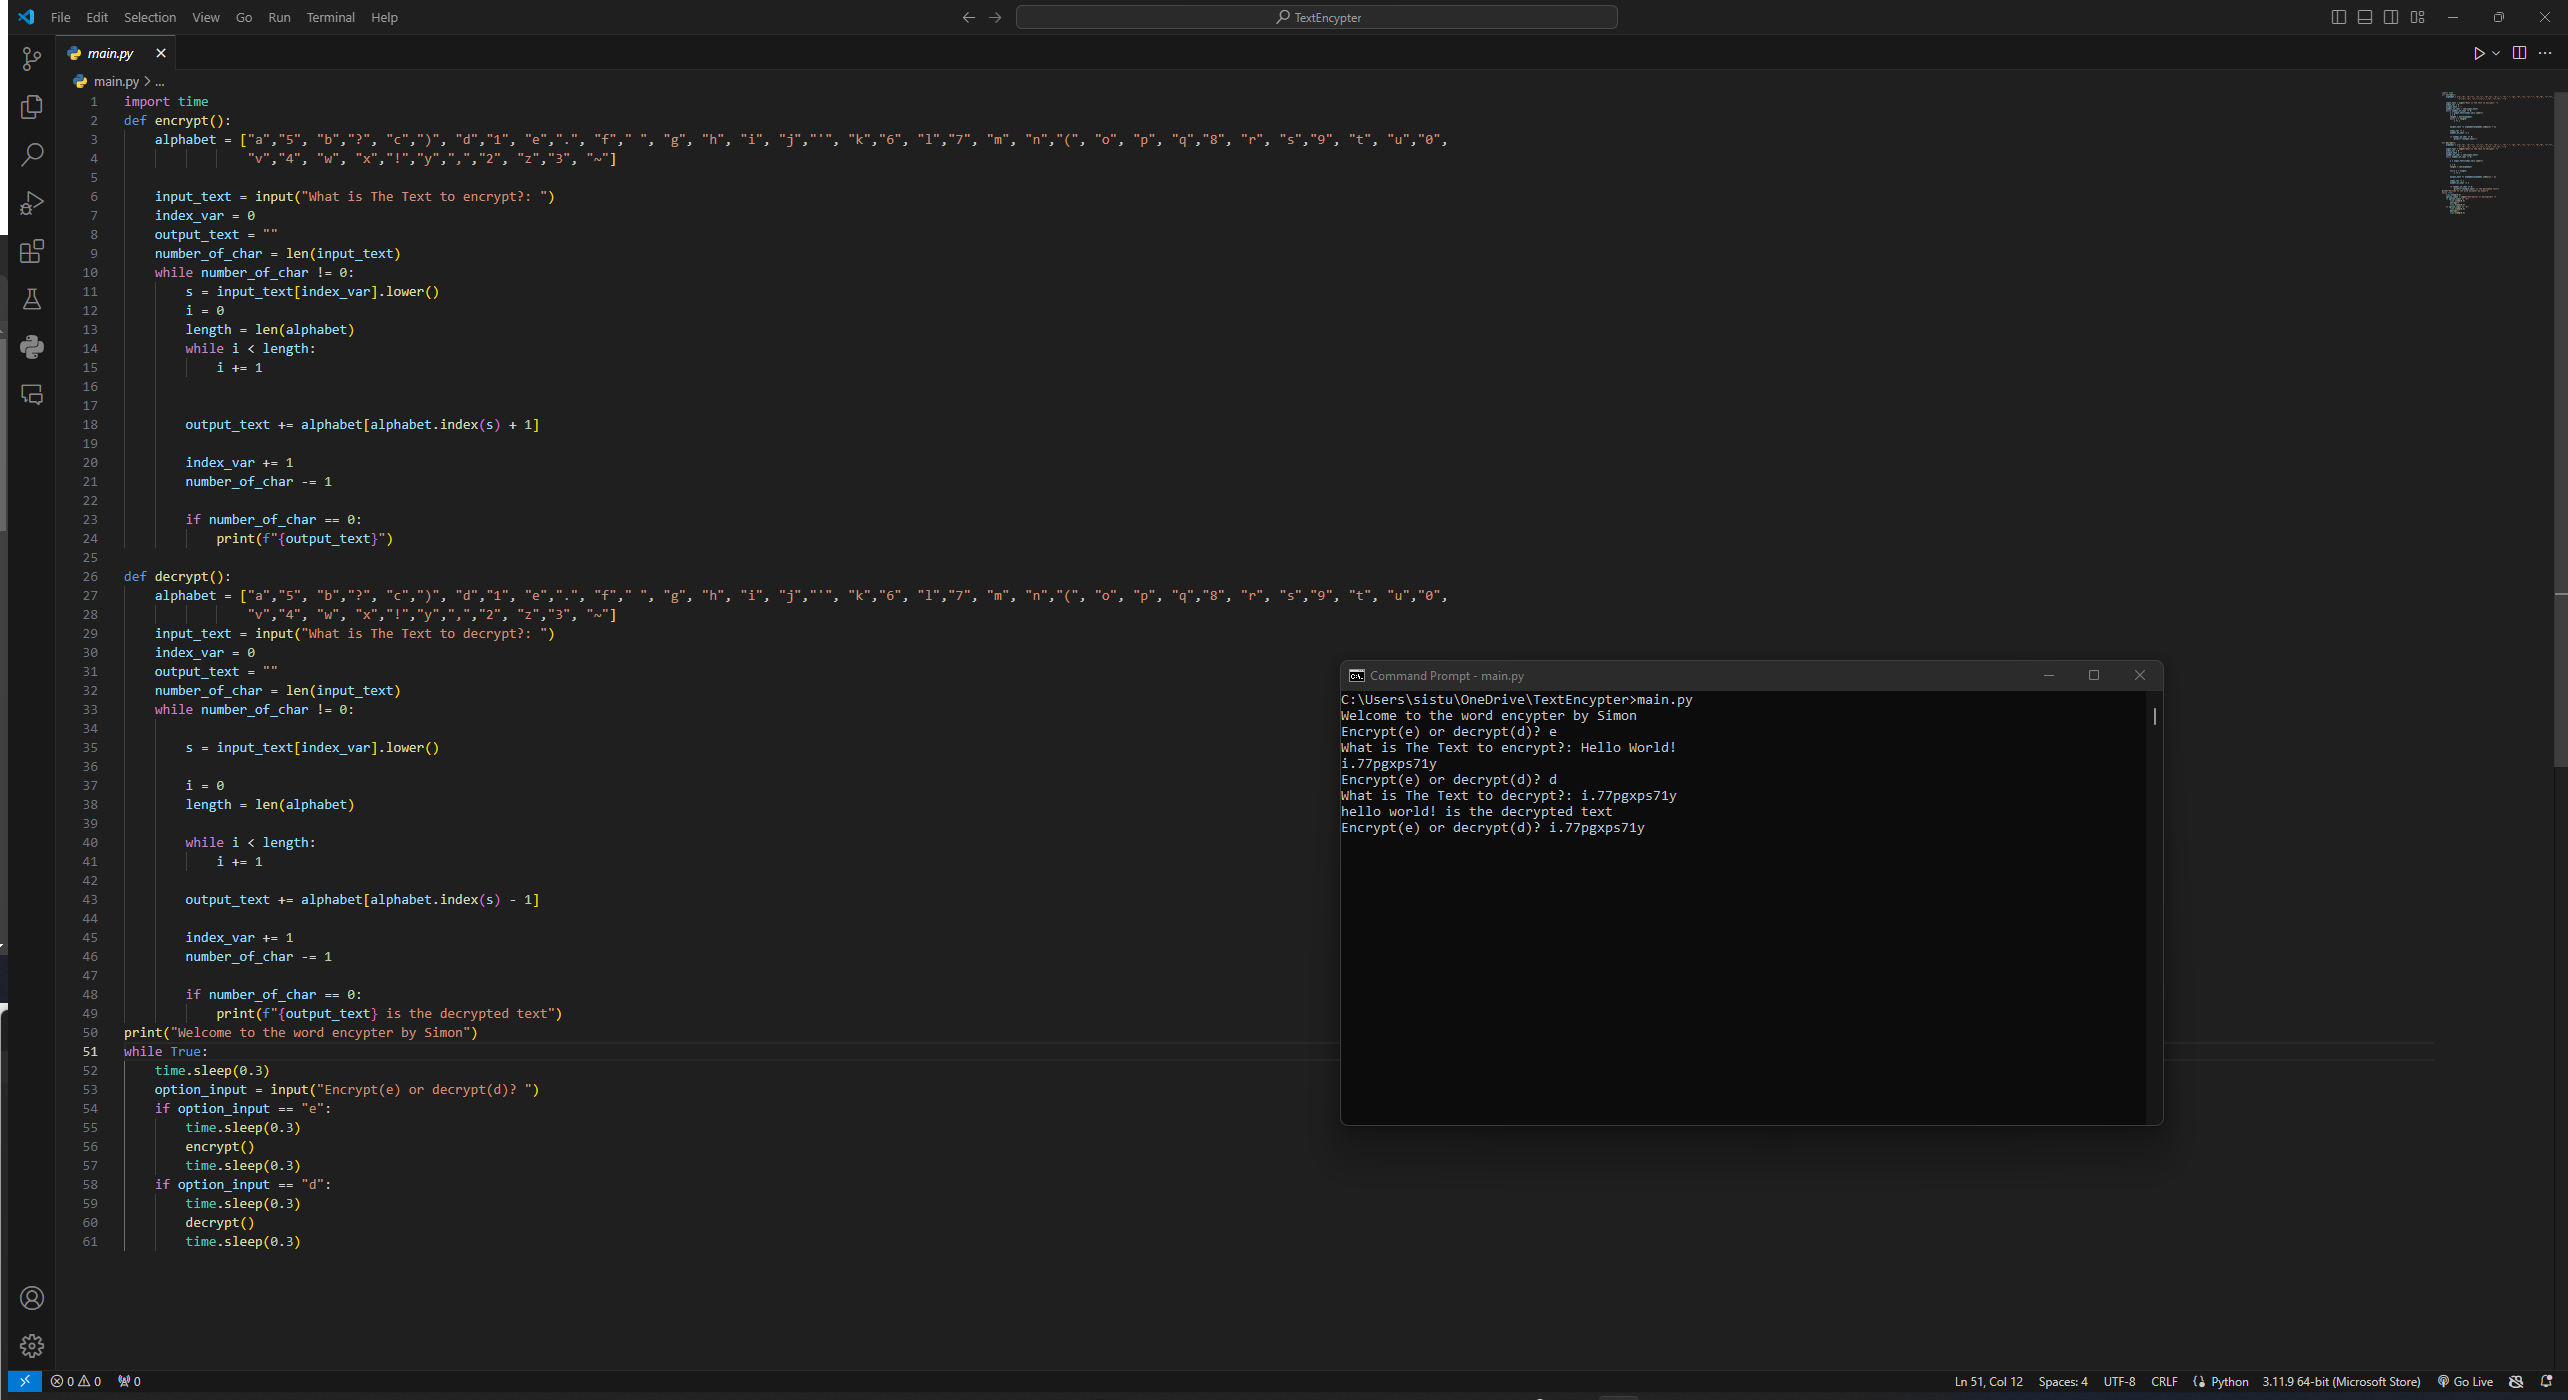 File Edit Selection View Go Run Terminal Help
TextEncypter
main.py
main.py > ...
1 import time
2 def encrypt():
3 alphabet = ["a","5", "b","?", "c",")", "d","1", "e",".", "f"," ", "g", "h", "i", "j","'", "k","6", "l","7", "m", "n","(", "o", "p", "q","8", "r", "s","9", "t", "u","0",
4 "v","4", "w", "x","!","y",",","2", "z","3", "~"]
5
6 input_text = input("What is The Text to encrypt?: ")
7 index_var = 0
8 output_text = ""
9 number_of_char = len(input_text)
10 while number_of_char != 0:
11 s = input_text[index_var].lower()
12 i = 0
13 length = len(alphabet)
14 while i < length:
15 i += 1
16
17
18 output_text += alphabet[alphabet.index(s) + 1]
19
20 index_var += 1
21 number_of_char -= 1
22
23 if number_of_char == 0:
24 print(f"{output_text}")
25
26 def decrypt():
27 alphabet = ["a","5", "b","?", "c",")", "d","1", "e",".", "f"," ", "g", "h", "i", "j","'", "k","6", "l","7", "m", "n","(", "o", "p", "q","8", "r", "s","9", "t", "u","0",
28 "v","4", "w", "x","!","y",",","2", "z","3", "~"]
29 input_text = input("What is The Text to decrypt?: ")
30 index_var = 0
31 output_text = ""
32 number_of_char = len(input_text)
33 while number_of_char != 0:
34
35 s = input_text[index_var].lower()
36
37 i = 0
38 length = len(alphabet)
39
40 while i < length:
41 i += 1
42
43 output_text += alphabet[alphabet.index(s) - 1]
44
45 index_var += 1
46 number_of_char -= 1
47
48 if number_of_char == 0:
49 print(f"{output_text} is the decrypted text")
50 print("Welcome to the word encypter by Simon")
51 while True:
52 time.sleep(0.3)
53 option_input = input("Encrypt(e) or decrypt(d)? ")
54 if option_input == "e":
55 time.sleep(0.3)
56 encrypt()
57 time.sleep(0.3)
58 if option_input == "d":
59 time.sleep(0.3)
60 decrypt()
61 time.sleep(0.3)
Command Prompt - main.py
C:\Users\sistu\OneDrive\TextEncypter>main.py
Welcome to the word encypter by Simon
Encrypt(e) or decrypt(d)? e
What is The Text to encrypt?: Hello World!
i.77pgxps71y
Encrypt(e) or decrypt(d)? d
What is The Text to decrypt?: i.77pgxps71y
hello world! is the decrypted text
Encrypt(e) or decrypt(d)? i.77pgxps71y
0 0 0 Ln 51, Col 12 Spaces: 4 UTF-8 CRLF Python 3.11.9 64-bit (Microsoft Store) Go Live